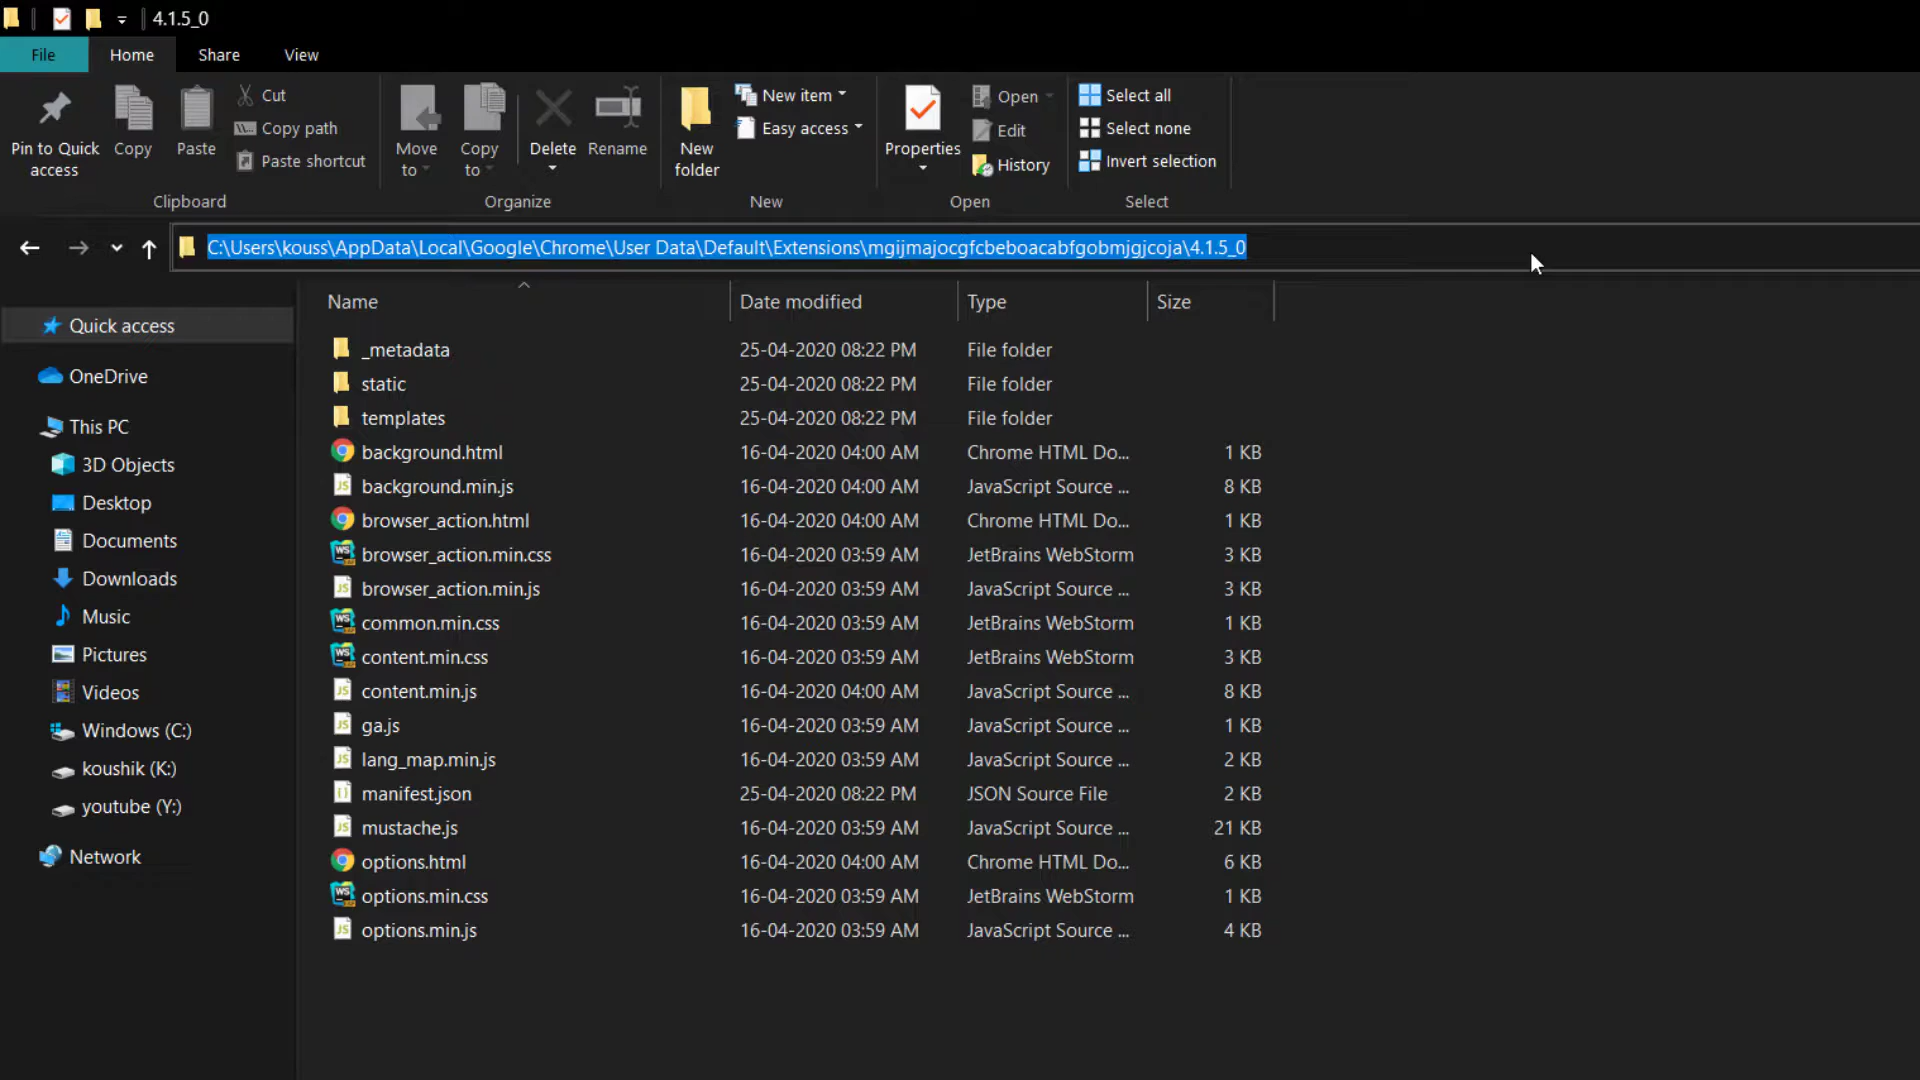 4.1.5_0
File Home Share View
Pin to Quick access
Copy
Paste
Cut
Copy path
Paste shortcut
Clipboard
Move to
Copy to
Delete
Rename
Organize
New folder
New item
Easy access
New
Properties
Open
Edit
History
Open
Select all
Select none
Invert selection
Select
C:\Users\kouss\AppData\Local\Google\Chrome\User Data\Default\Extensions\mgijmajocgfcbeboacabfgobmjgjcoja\4.1.5_0
Quick access
OneDrive
This PC
3D Objects
Desktop
Documents
Downloads
Music
Pictures
Videos
Windows (C:)
koushik (K:)
youtube (Y:)
Network
Name Date modified Type Size
_metadata 25-04-2020 08:22 PM File folder
static 25-04-2020 08:22 PM File folder
templates 25-04-2020 08:22 PM File folder
background.html 16-04-2020 04:00 AM Chrome HTML Do... 1 KB
background.min.js 16-04-2020 04:00 AM JavaScript Source ... 8 KB
browser_action.html 16-04-2020 04:00 AM Chrome HTML Do... 1 KB
browser_action.min.css 16-04-2020 03:59 AM JetBrains WebStorm 3 KB
browser_action.min.js 16-04-2020 03:59 AM JavaScript Source ... 3 KB
common.min.css 16-04-2020 03:59 AM JetBrains WebStorm 1 KB
content.min.css 16-04-2020 03:59 AM JetBrains WebStorm 3 KB
content.min.js 16-04-2020 04:00 AM JavaScript Source ... 8 KB
ga.js 16-04-2020 03:59 AM JavaScript Source ... 1 KB
lang_map.min.js 16-04-2020 03:59 AM JavaScript Source ... 2 KB
manifest.json 25-04-2020 08:22 PM JSON Source File 2 KB
mustache.js 16-04-2020 03:59 AM JavaScript Source ... 21 KB
options.html 16-04-2020 04:00 AM Chrome HTML Do... 6 KB
options.min.css 16-04-2020 03:59 AM JetBrains WebStorm 1 KB
options.min.js 16-04-2020 03:59 AM JavaScript Source ... 4 KB